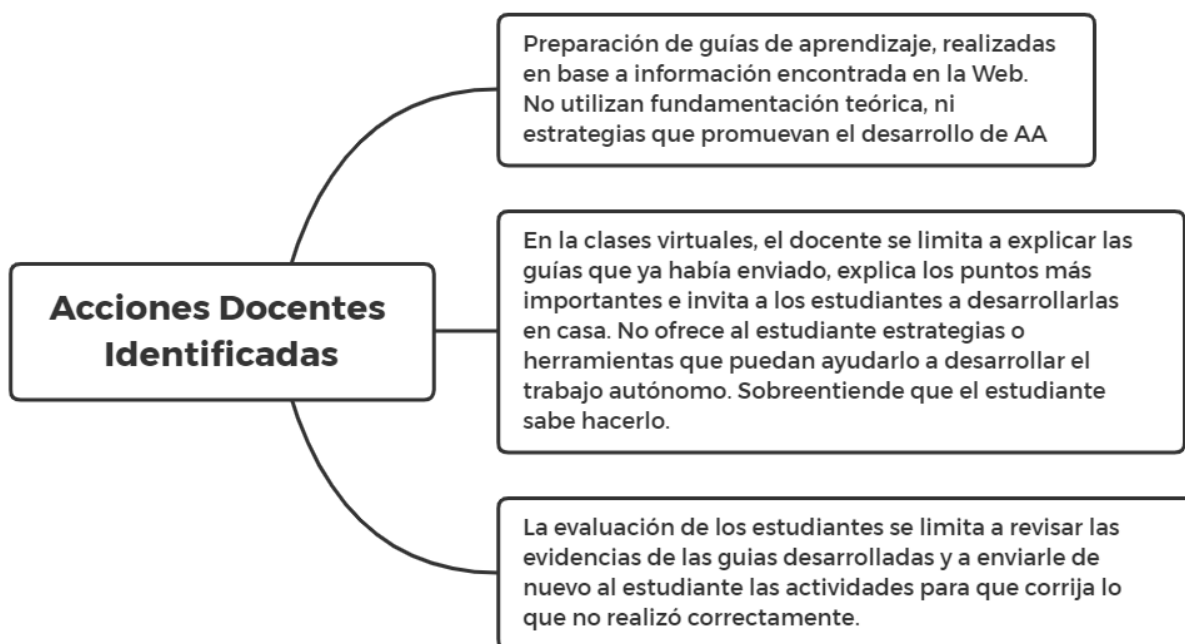 Preparación de guías de aprendizaje, realizadas
en base a información encontrada en la Web.
No utilizan fundamentación teórica, ni
estrategias que promuevan el desarrollo de AA
Acciones Docentes
Identificadas
En la clases virtuales, el docente se limita a explicar las
guías que ya había enviado, explica los puntos más
importantes e invita a los estudiantes a desarrollarlas
en casa. No ofrece al estudiante estrategias o
herramientas que puedan ayudarlo a desarrollar el
trabajo autónomo. Sobreentiende que el estudiante
sabe hacerlo.
La evaluación de los estudiantes se limita a revisar las
evidencias de las guias desarrolladas y a enviarle de
nuevo al estudiante las actividades para que corrija lo
que no realizó correctamente.